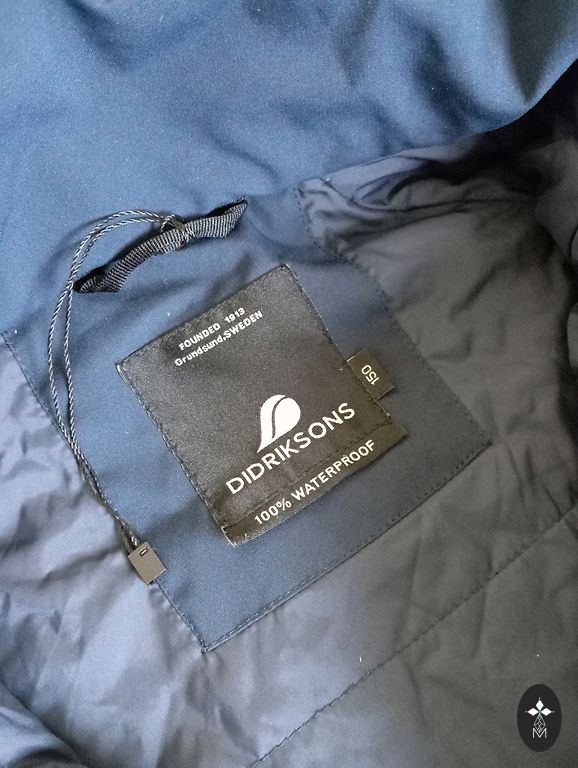 FOUNDED 1913
Grundsund.SWEDEN
150
DIDRIKSONS
100% WATERPROOF
M